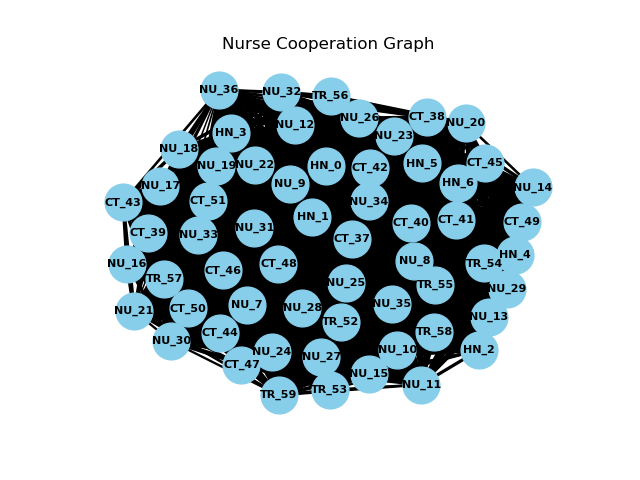 Nurse Cooperation Graph
NU_36
NU_32
TR_56
NU_26
CT_38
NU_20
NU_12
HN_3
NU_23
NU_18
NU_19
NU_22
HN_0
CT_42
HN_5
CT_45
NU_17
NU_9
HN_6
NU_14
CT_43
CT_51
NU_34
HN_1
CT_40
CT_41
CT_49
CT_39
NU_33
NU_31
CT_37
HN_4
NU_16
TR_57
CT_46
CT_48
NU_8
TR_54
NU_25
TR_55
NU_29
NU_21
CT_50
NU_7
NU_28
NU_35
NU_13
TR_52
NU_30
CT_44
TR_58
NU_24
NU_27
NU_10
HN_2
CT_47
NU_15
TR_59
TR_53
NU_11